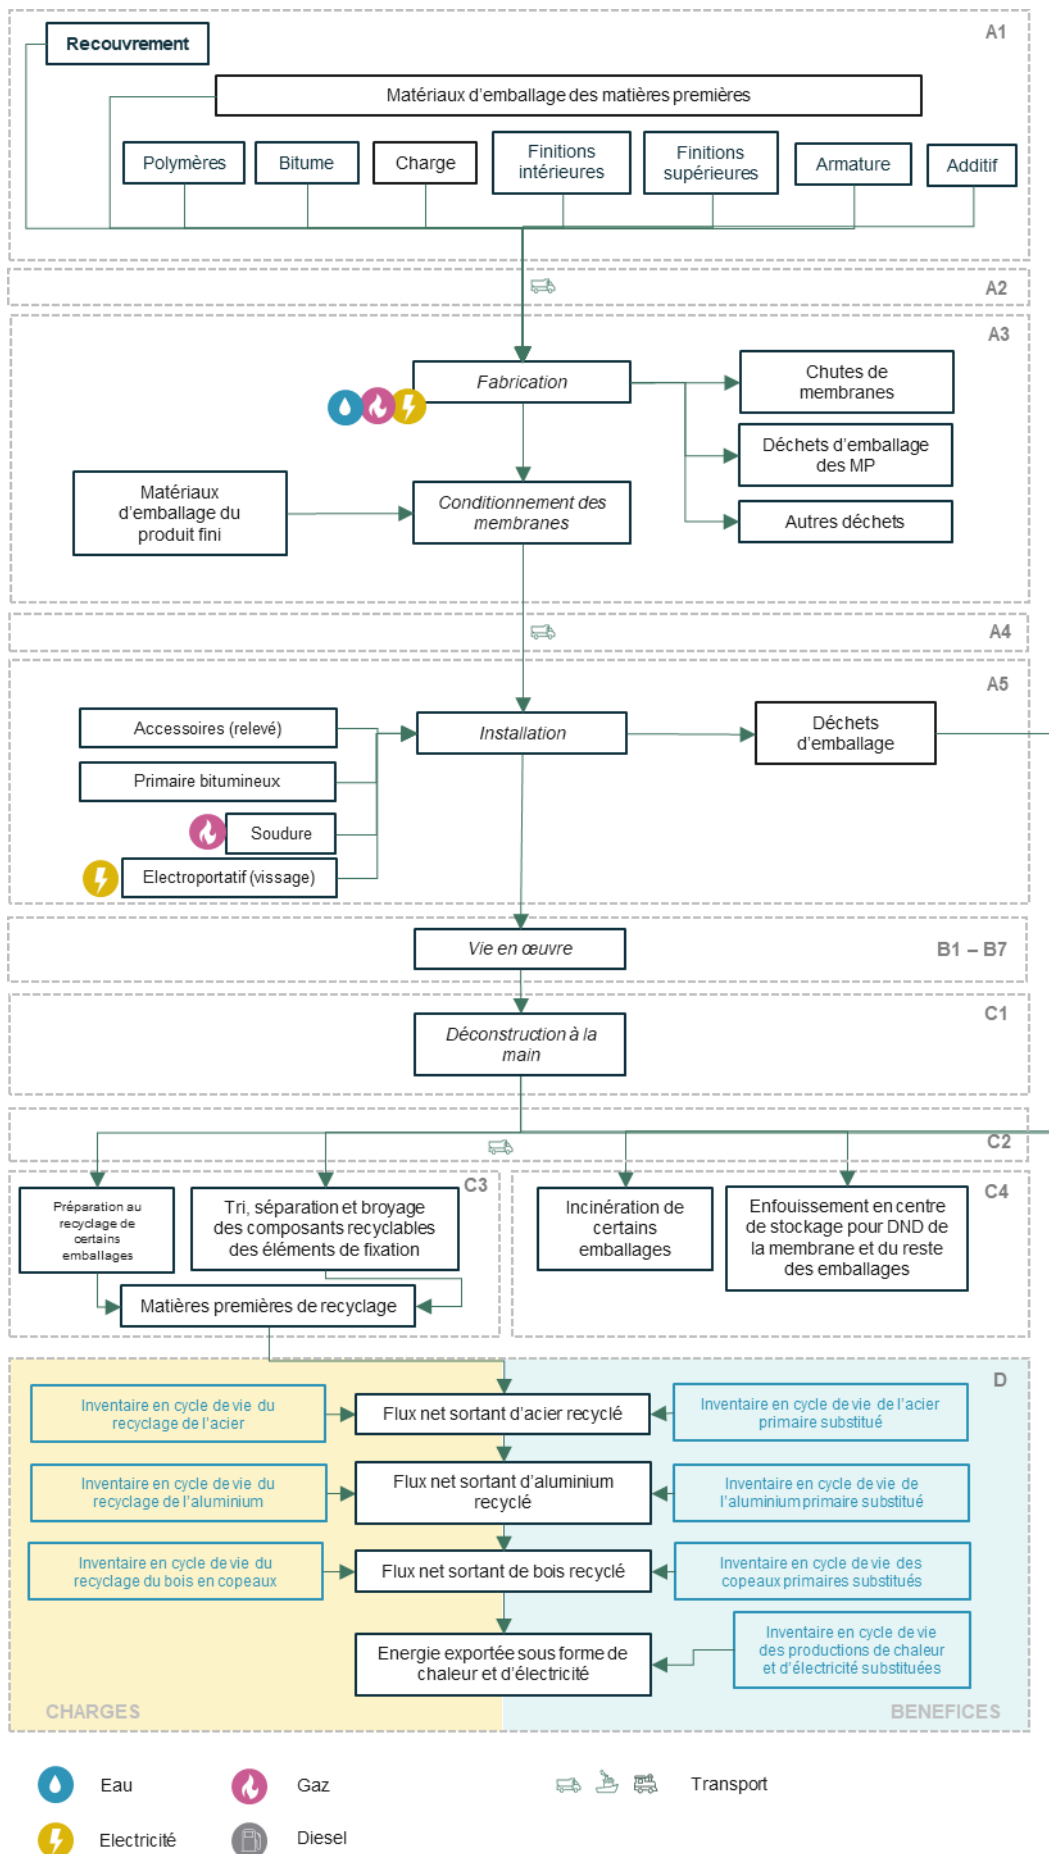 A1
Recouvrement
Matériaux d'emballage des matières premières
Polymères
Bitume
Charge
Finitions
intérieures
Finitions
supérieures
Armature
Additif
A2
A3
Fabrication
Chutes de
membranes
Déchets d'emballage
des MP
Matériaux
d'emballage du
produit fini
Conditionnement des
membranes
Autres déchets
A4
A5
Accessoires (relevé)
Installation
Déchets
d'emballage
Primaire bitumineux
Soudure
Electroportatif (vissage)
Vie en œuvre
B1 – B7
C1
Déconstruction à la
main
C2
C3
Préparation au
recyclage de
certains
emballages
Tri, séparation et broyage
des composants recyclables
des éléments de fixation
Matières premières de recyclage
C4
Incinération de
certains
emballages
Enfouissement en centre
de stockage pour DND de
la membrane et du reste
des emballages
D
Inventaire en cycle de vie du
recyclage de l'acier
Flux net sortant d'acier recyclé
Inventaire en cycle de vie de l'acier
primaire substitué
Inventaire en cycle de vie du
recyclage de l'aluminium
Flux net sortant d'aluminium
recyclé
Inventaire en cycle de vie de
l'aluminium primaire substitué
Inventaire en cycle de vie du
recyclage du bois en copeaux
Flux net sortant de bois recyclé
Inventaire en cycle de vie des
copeaux primaires substitués
Energie exportée sous forme de
chaleur et d'électricité
Inventaire en cycle de vie
des productions de chaleur
et d'électricité substituées
CHARGES
BENEFICES
Eau
Gaz
Transport
Electricité
Diesel